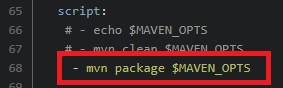 65 script:
66 # - echo $MAVEN_OPTS
67 # - mvn clean $MAVEN_OPTS
68 - mvn package $MAVEN_OPTS